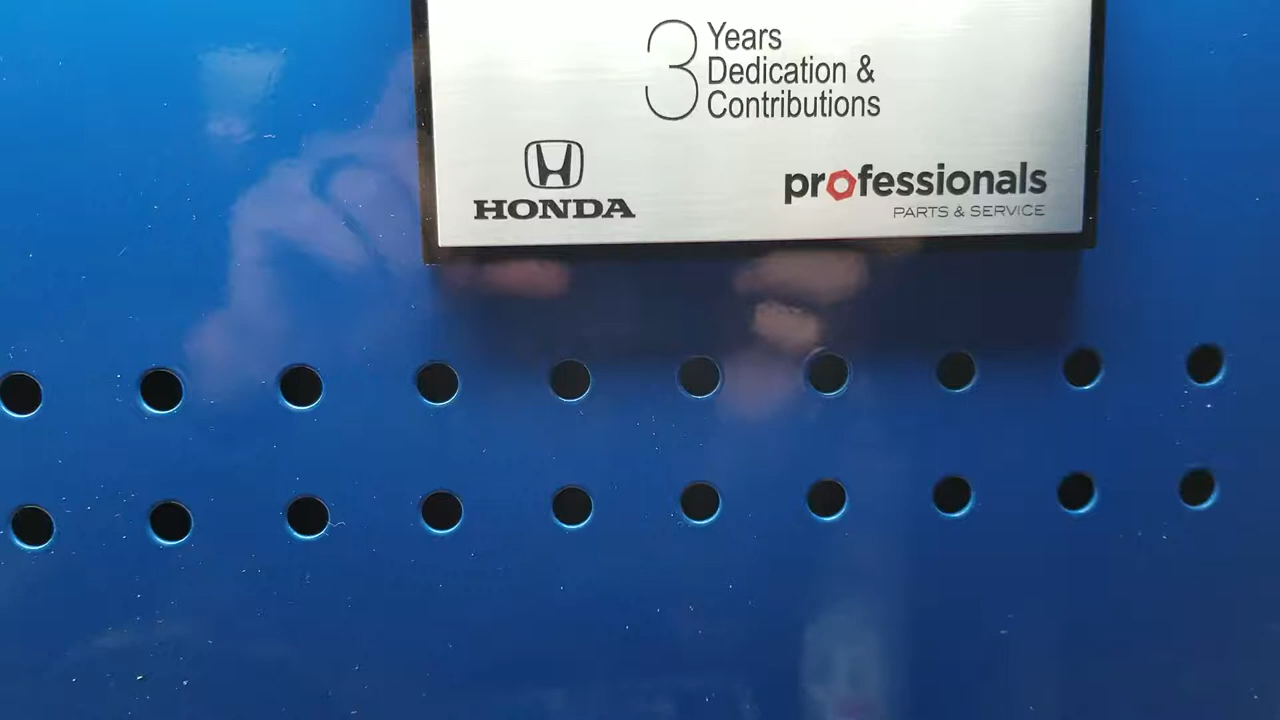 3 Years
Dedication &
Contributions
HONDA
professionals
PARTS & SERVICE